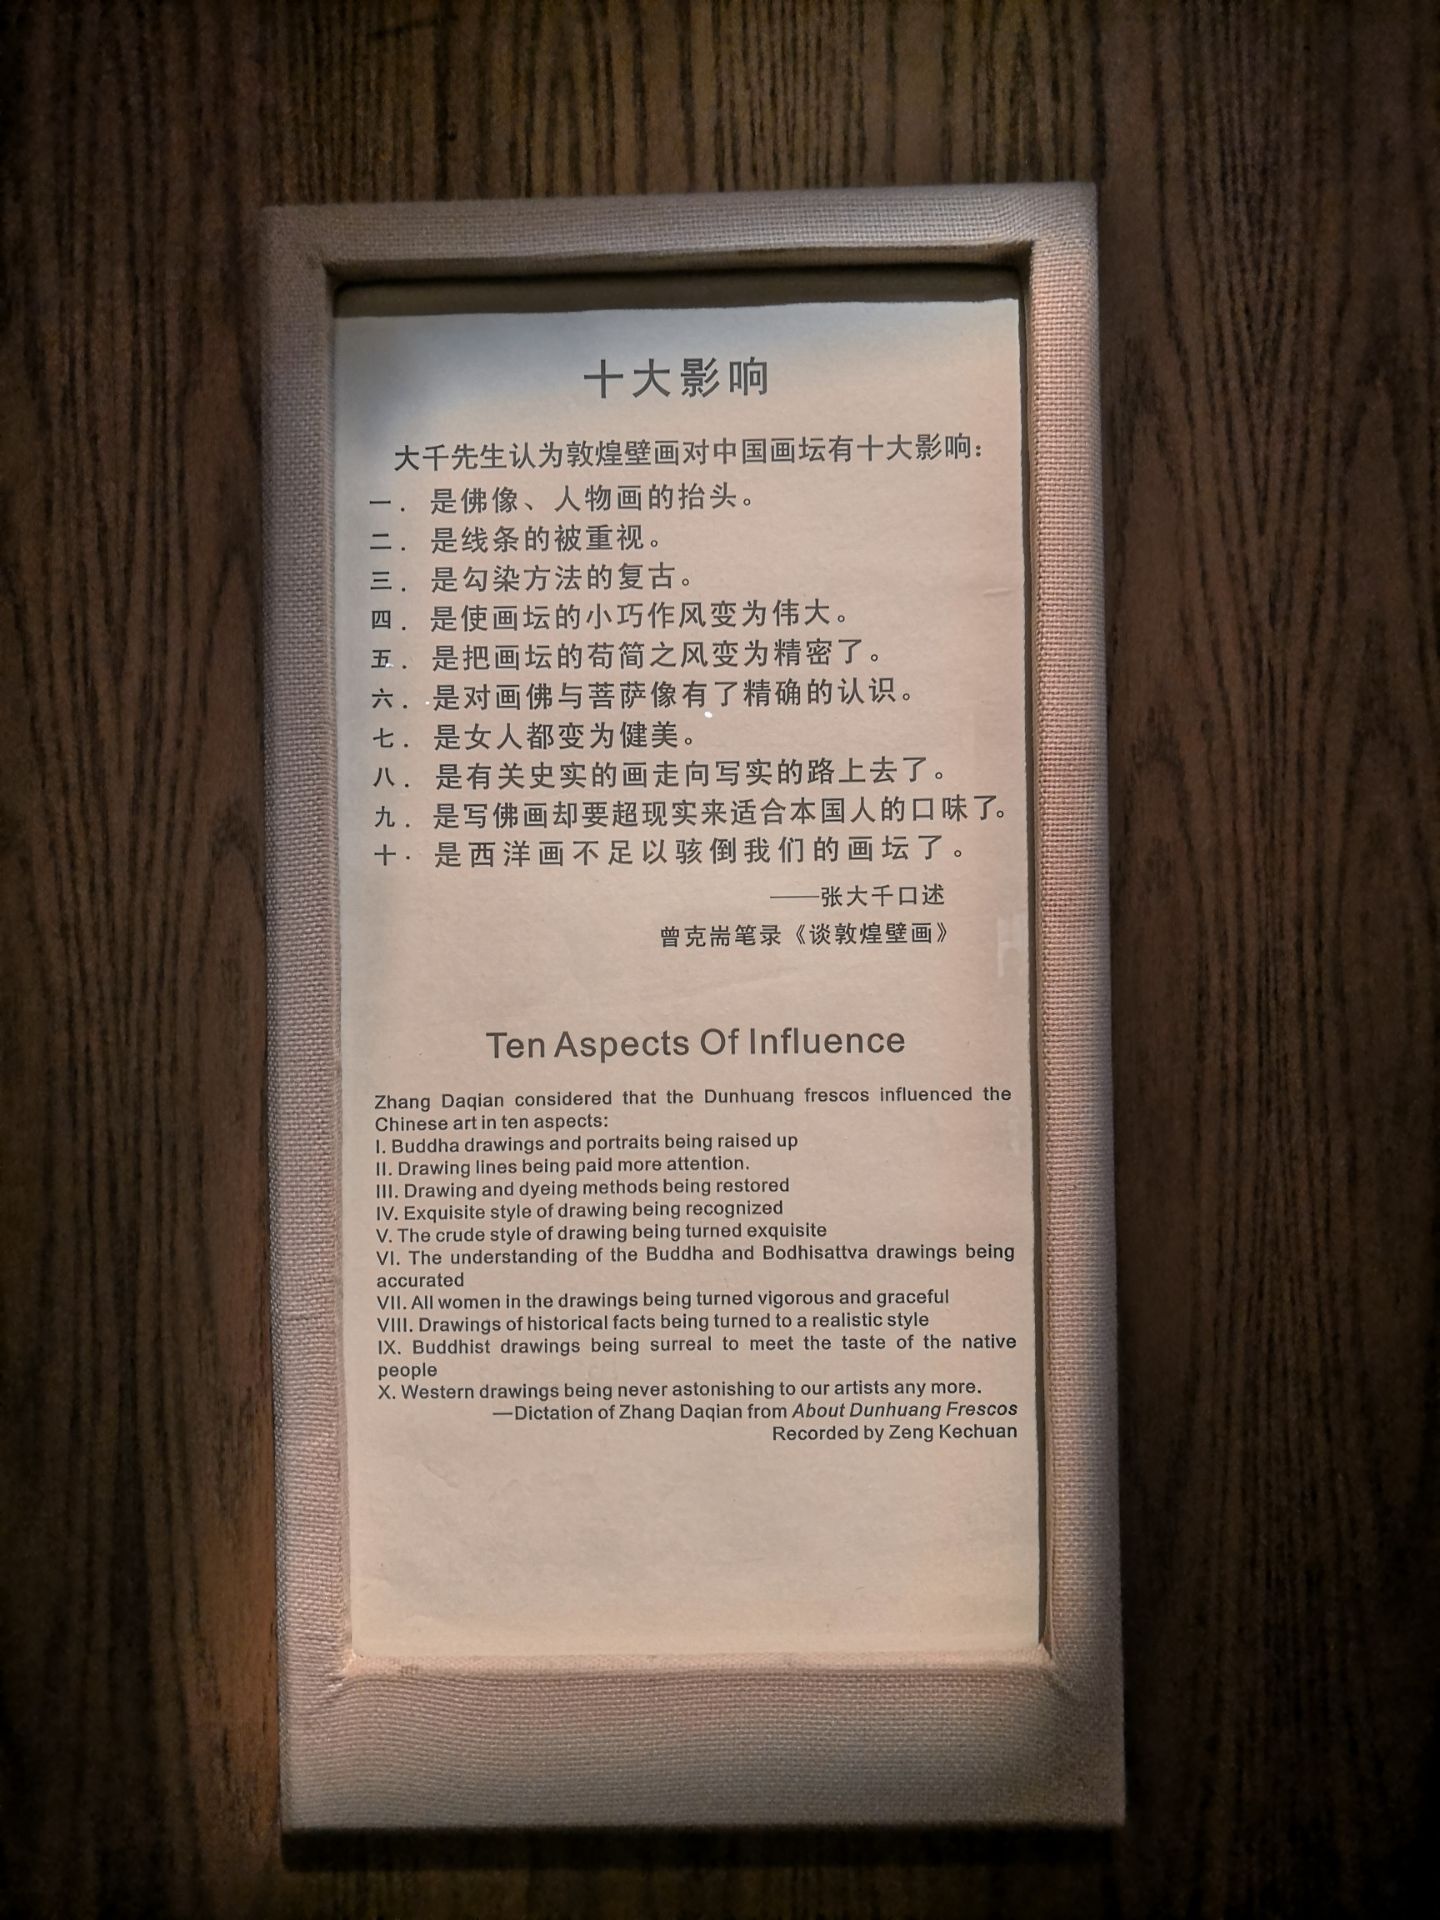 十大影响
大千先生认为敦煌壁画对中国画坛有十大影响：
一．是佛像、人物画的抬头。
二．是线条的被重视。
三．是勾染方法的复古。
四．是使画坛的小巧作风变为伟大。
五．是把画坛的苟简之风变为精密了。
六．是对画佛与菩萨像有了精确的认识。
七．是女人都变为健美。
八．是有关史实的画走向写实的路上去了。
九．是写佛画却要超现实来适合本国人的口味了。
十．是西洋画不足以骇倒我们的画坛了。
——张大千口述
曾克耑笔录《谈敦煌壁画》
Ten Aspects Of Influence
Zhang Daqian considered that the Dunhuang frescos influenced the
Chinese art in ten aspects:
I. Buddha drawings and portraits being raised up
II. Drawing lines being paid more attention.
III. Drawing and dyeing methods being restored
IV. Exquisite style of drawing being recognized
V. The crude style of drawing being turned exquisite
VI. The understanding of the Buddha and Bodhisattva drawings being
accurated
VII. All women in the drawings being turned vigorous and graceful
VIII. Drawings of historical facts being turned to a realistic style
IX. Buddhist drawings being surreal to meet the taste of the native
people
X. Western drawings being never astonishing to our artists any more.
—Dictation of Zhang Daqian from About Dunhuang Frescos
Recorded by Zeng Kechuan